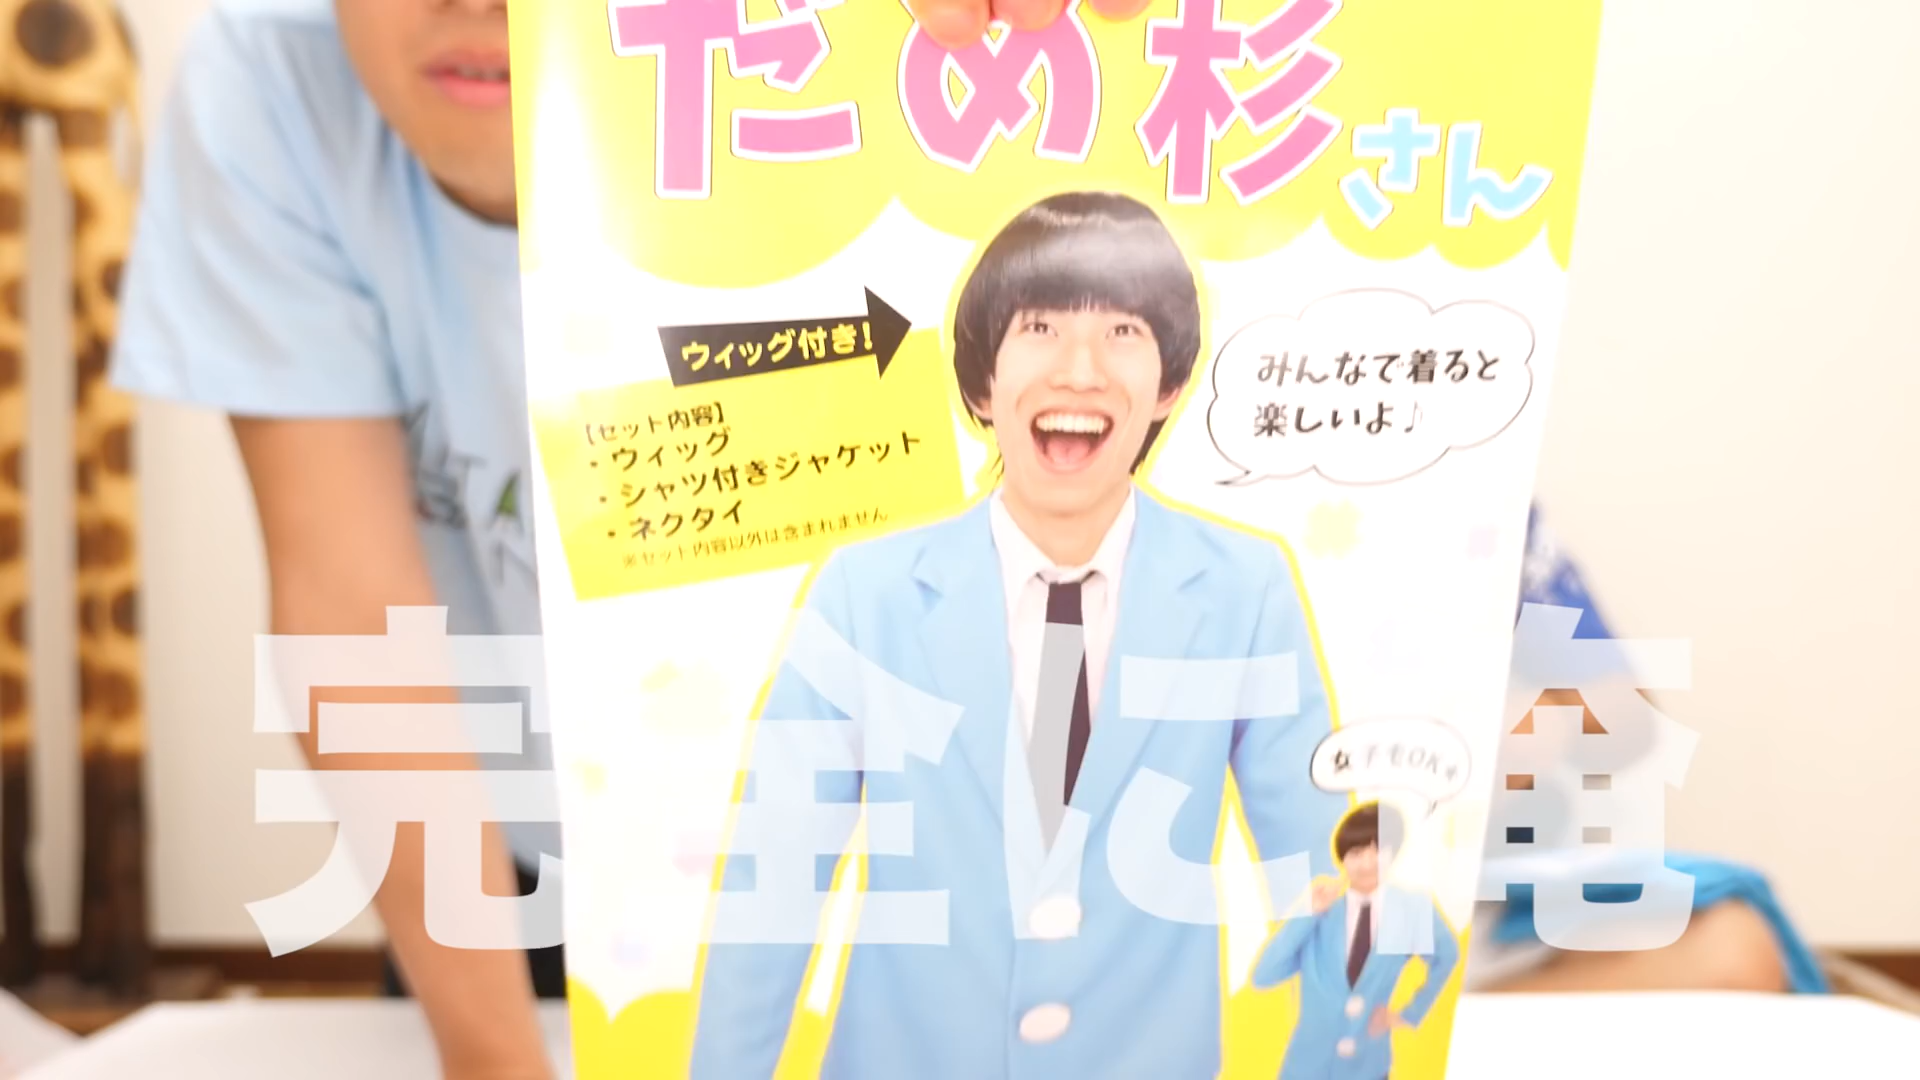 だめ杉さん
ウィッグ付き!
【セット内容】
・ウィッグ
・シャツ付きジャケット
・ネクタイ
※セット内容以外は含まれません
みんなで着ると
楽しいよ♪
女子もOK♥
完全に俺